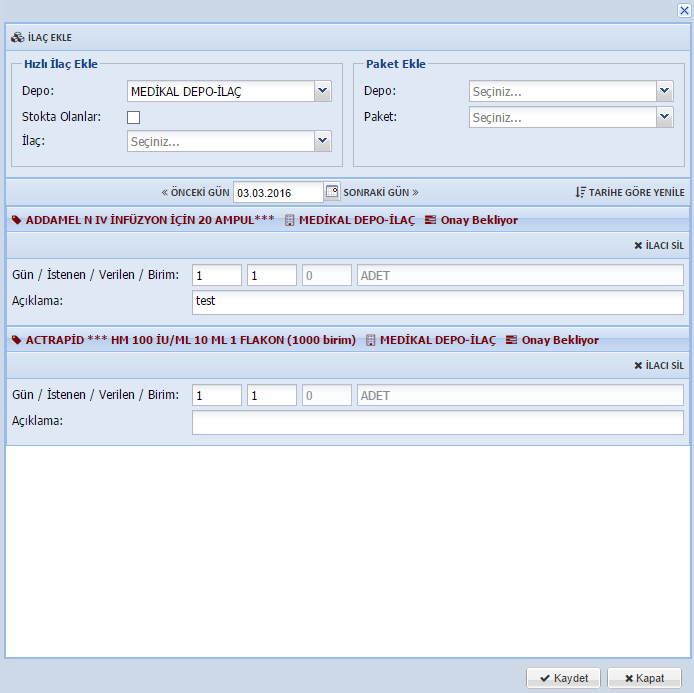 İLAÇ EKLE
Hızlı İlaç Ekle
Paket Ekle
Depo: MEDİKAL DEPO-İLAÇ
Depo: Seçiniz...
Stokta Olanlar:
Paket: Seçiniz...
İlaç: Seçiniz...
« ÖNCEKİ GÜN 03.03.2016 SONRAKİ GÜN » TARİHE GÖRE YENİLE
ADDAMEL N IV İNFÜZYON İÇİN 20 AMPUL*** MEDİKAL DEPO-İLAÇ Onay Bekliyor
İLACI SİL
Gün / İstenen / Verilen / Birim: 1 1 0 ADET
Açıklama: test
ACTRAPİD *** HM 100 İU/ML 10 ML 1 FLAKON (1000 birim) MEDİKAL DEPO-İLAÇ Onay Bekliyor
İLACI SİL
Gün / İstenen / Verilen / Birim: 1 1 0 ADET
Açıklama:
Kaydet Kapat